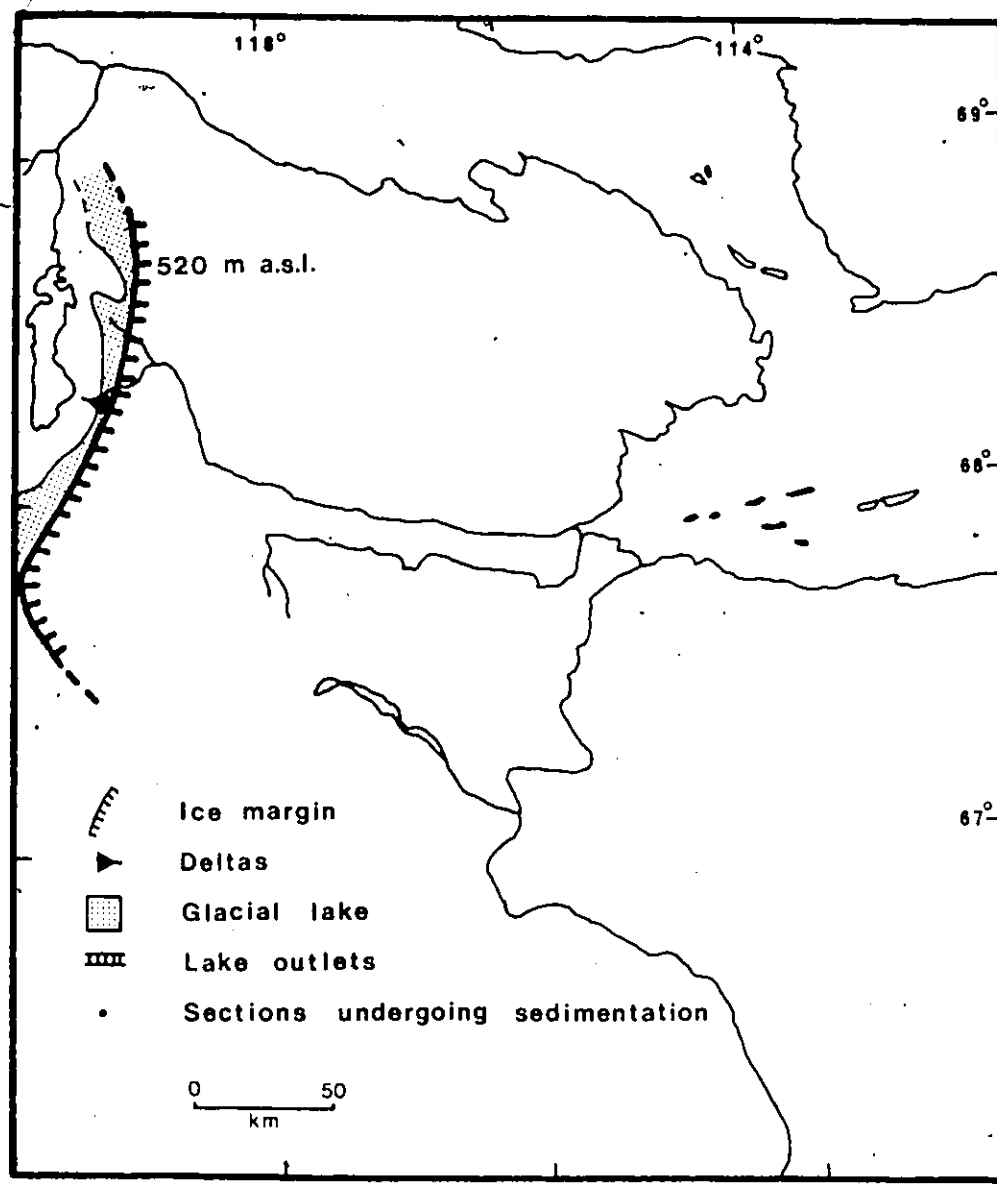 118°
114°
69°
520 m a.s.l.
68°
67°
Ice margin
Deltas
Glacial lake
Lake outlets
Sections undergoing sedimentation
0 50
km